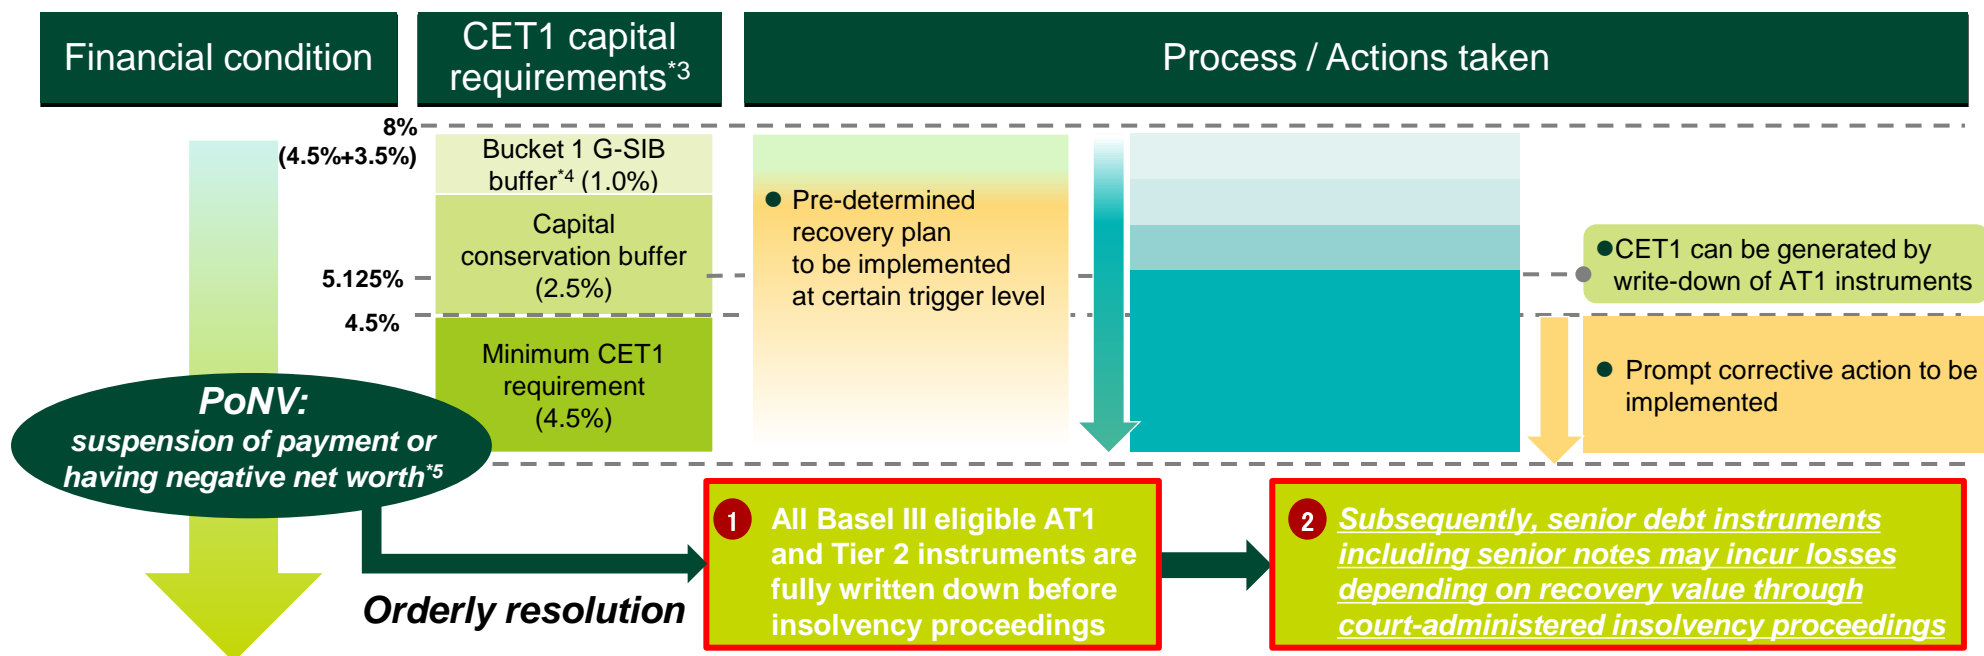 Financial condition
CET1 capital
requirements*3
Process / Actions taken
8%
(4.5%+3.5%)
Bucket 1 G-SIB
buffer*4 (1.0%)
Capital
conservation buffer
(2.5%)
5.125%
4.5%
Minimum CET1
requirement
(4.5%)
● Pre-determined
recovery plan
to be implemented
at certain trigger level
●CET1 can be generated by
write-down of AT1 instruments
● Prompt corrective action to be
implemented
PoNV:
suspension of payment or
having negative net worth*5
Orderly resolution
1 All Basel III eligible AT1
and Tier 2 instruments are
fully written down before
insolvency proceedings
2 Subsequently, senior debt instruments
including senior notes may incur losses
depending on recovery value through
court-administered insolvency proceedings